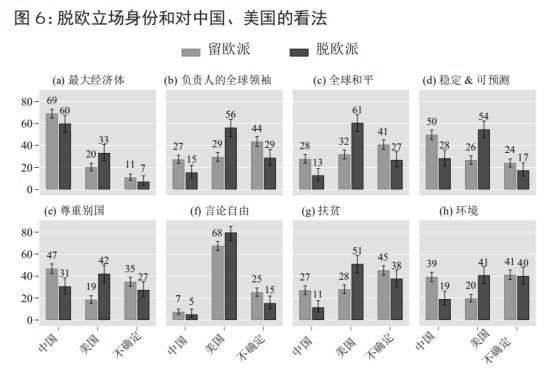 图 6：脱欧立场身份和对中国、美国的看法
留欧派 脱欧派
(a) 最大经济体 (b) 负责人的全球领袖 (c) 全球和平 (d) 稳定 & 可预测
80
60
40
20
0
69 60 20 33 11 7
27 15 29 56 44 29
28 13 32 61 41 27
50 28 26 54 24 17
(e) 尊重别国 (f) 言论自由 (g) 扶贫 (h) 环境
80
60
40
20
0
47 31 19 42 35 27
7 5 68 25 15
27 11 28 51 45 38
39 19 20 41 41 40
中国 美国 不确定 中国 美国 不确定 中国 美国 不确定 中国 美国 不确定